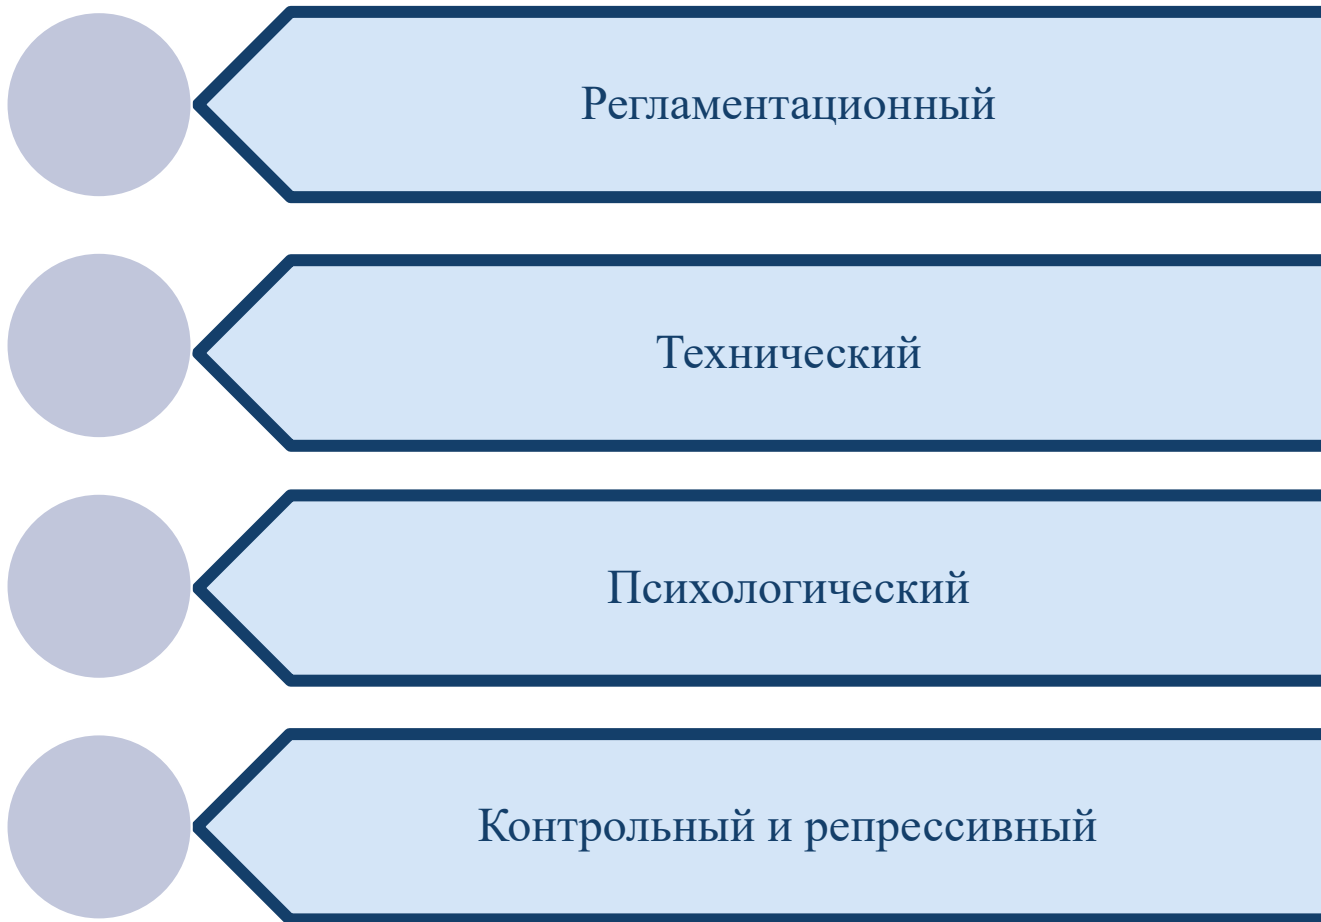 Регламентационный
Технический
Психологический
Контрольный и репрессивный